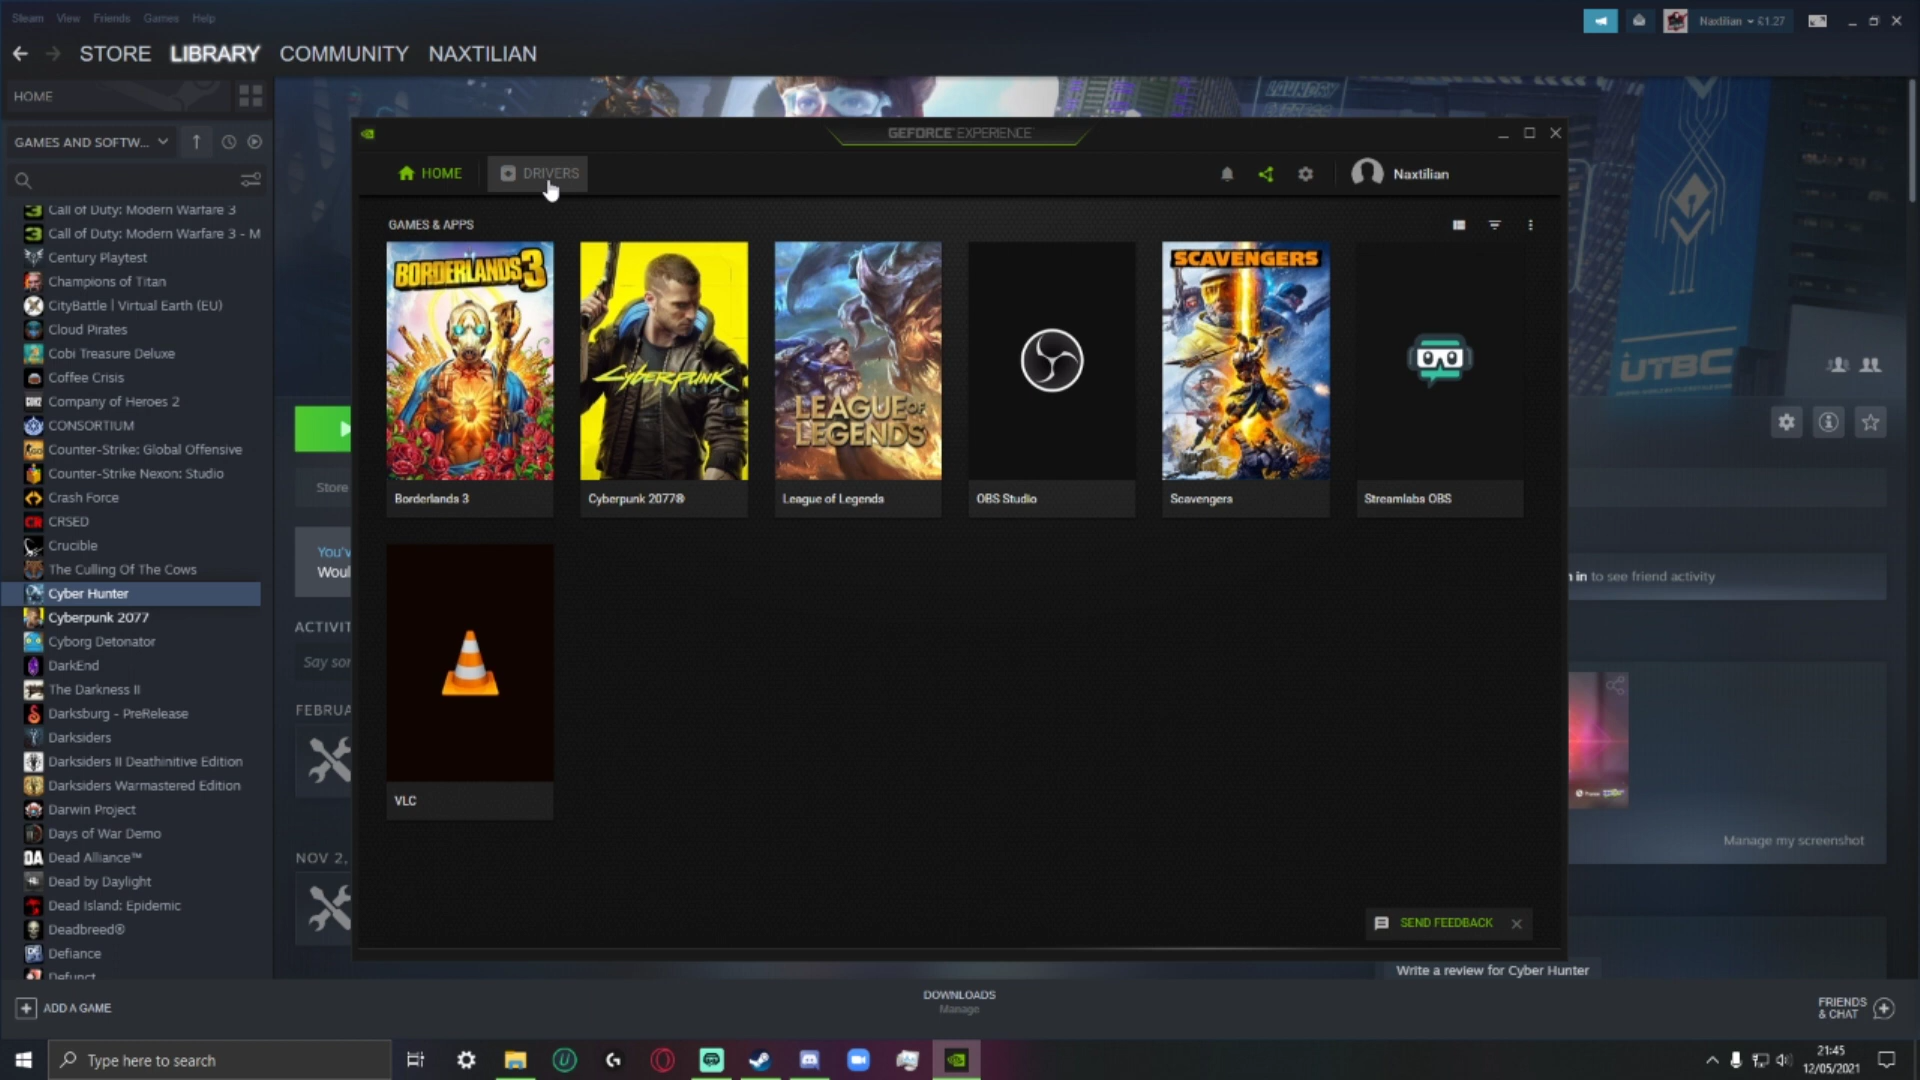 Steam View Friends Games Help
Naxtilian £1.27
STORE LIBRARY COMMUNITY NAXTILIAN
HOME
GAMES AND SOFTW...
Call of Duty: Modern Warfare 3
Call of Duty: Modern Warfare 3 - M
Century Playtest
Champions of Titan
CityBattle | Virtual Earth (EU)
Cloud Pirates
Cobi Treasure Deluxe
Coffee Crisis
Company of Heroes 2
CONSORTIUM
Counter-Strike: Global Offensive
Counter-Strike Nexon: Studio
Crash Force
CRSED
Crucible
The Culling Of The Cows
Cyber Hunter
Cyberpunk 2077
Cyborg Detonator
DarkEnd
The Darkness II
Darksburg - PreRelease
Darksiders
Darksiders II Deathinitive Edition
Darksiders Warmastered Edition
Darwin Project
Days of War Demo
Dead Alliance™
Dead by Daylight
Dead Island: Epidemic
Deadbreed®
Defiance
Defunct
ADD A GAME
LAUNDRY
UTBC
Store
You'v
Woul
ACTIVIT
Say sor
FEBRUA
NOV 2,
GEFORCE EXPERIENCE
HOME DRIVERS
Naxtilian
GAMES & APPS
BORDERLANDS 3
Cyberpunk
LEAGUE OF LEGENDS
SCAVENGERS
Borderlands 3
Cyberpunk 2077®
League of Legends
OBS Studio
Scavengers
Streamlabs OBS
VLC
SEND FEEDBACK
n in to see friend activity
Manage my screenshot
Write a review for Cyber Hunter
DOWNLOADS
Manage
FRIENDS
& CHAT
Type here to search
21:45
12/05/2021